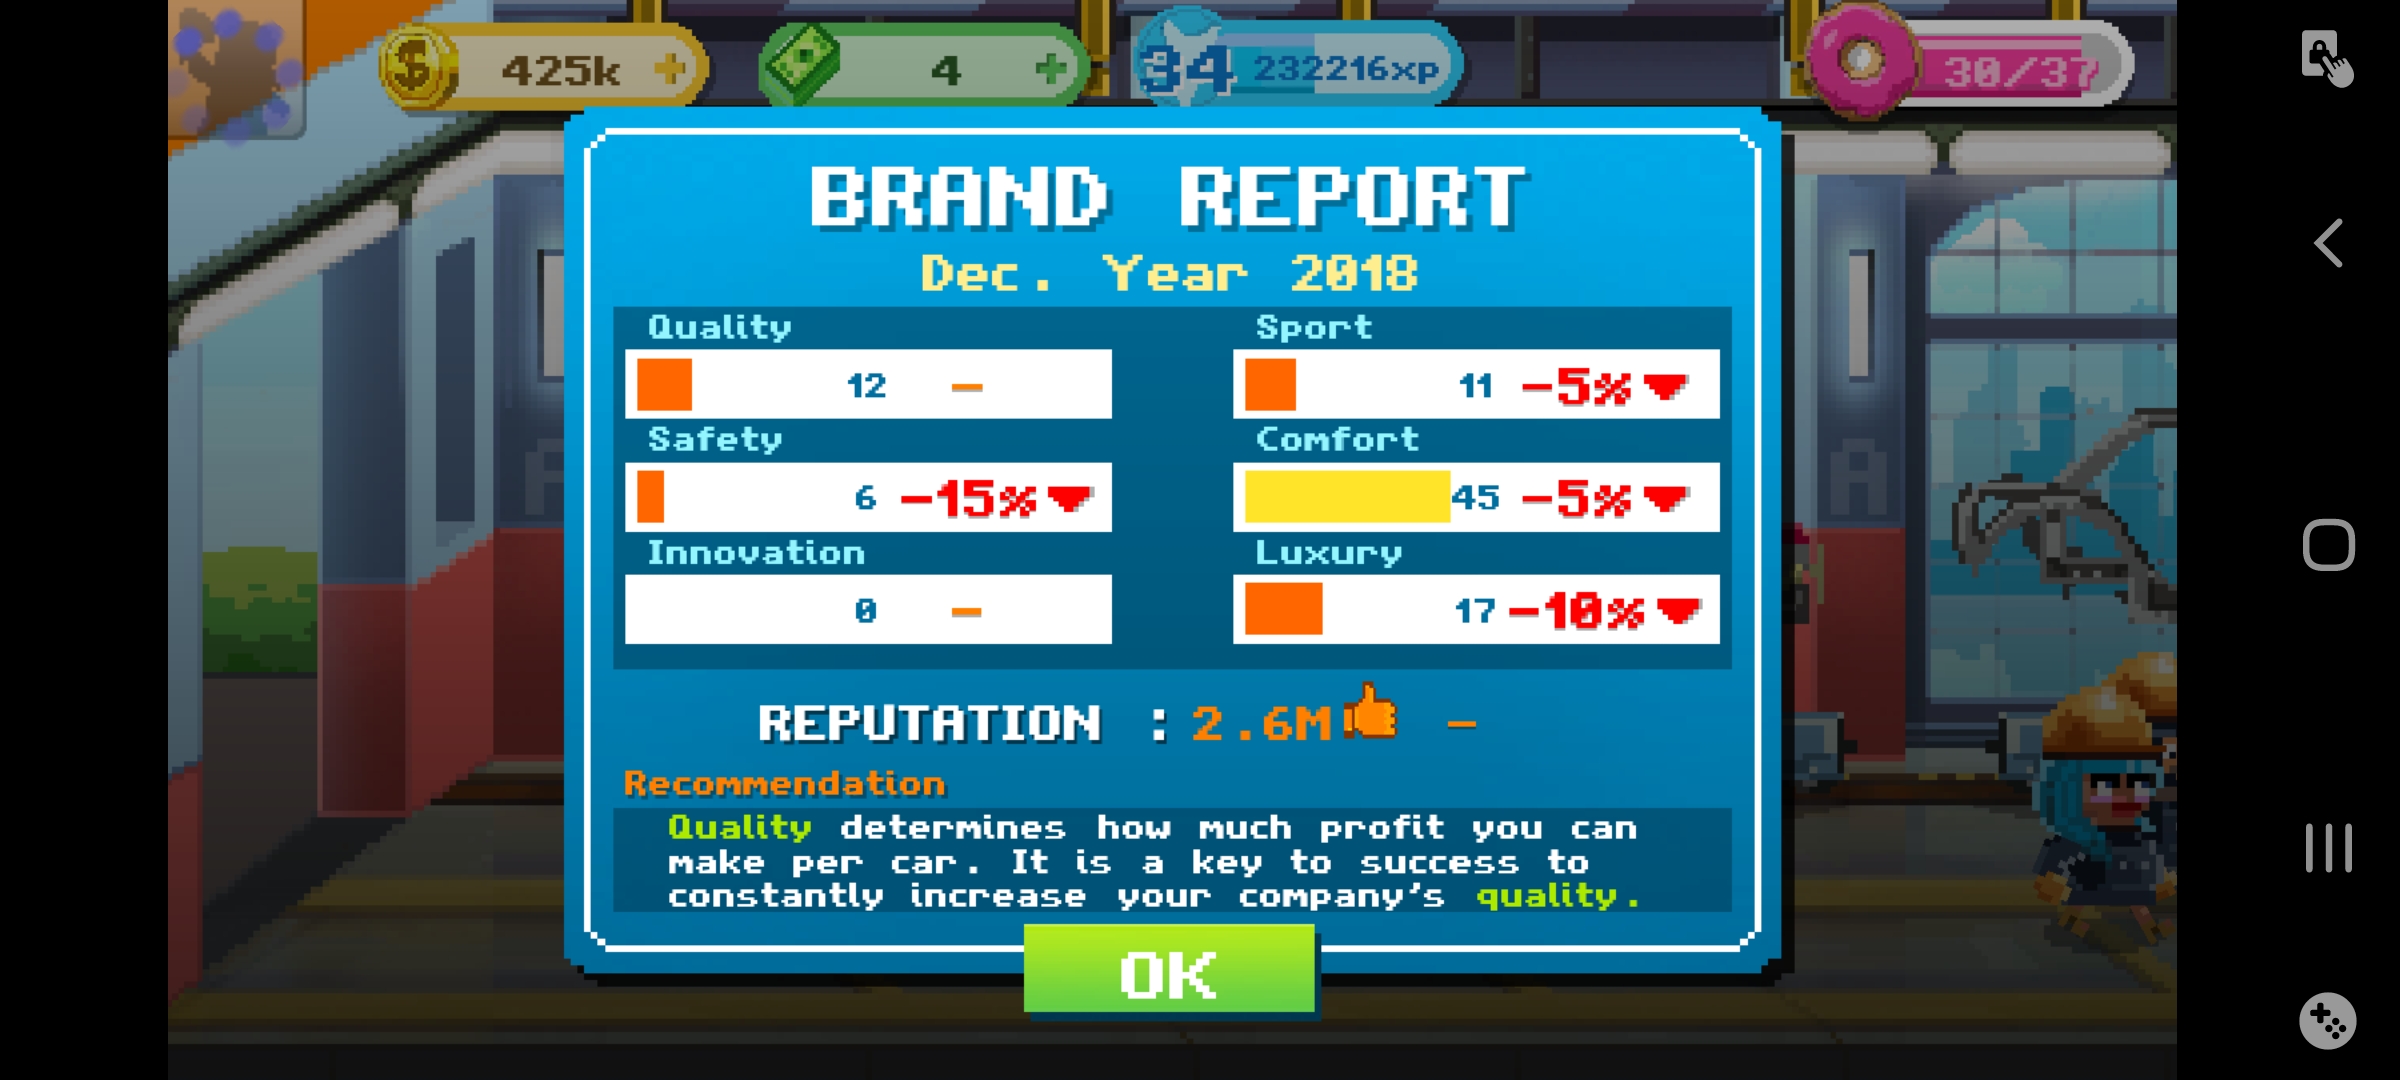 425k +
4 +
34 232216xp
30/37
BRAND REPORT
Dec. Year 2018
Quality
12 -
Sport
11 -5%
Safety
6 -15%
Comfort
45 -5%
Innovation
0 -
Luxury
17 -10%
REPUTATION : 2.6M -
Recommendation
Quality determines how much profit you can
make per car. It is a key to success to
constantly increase your company's quality.
OK
A